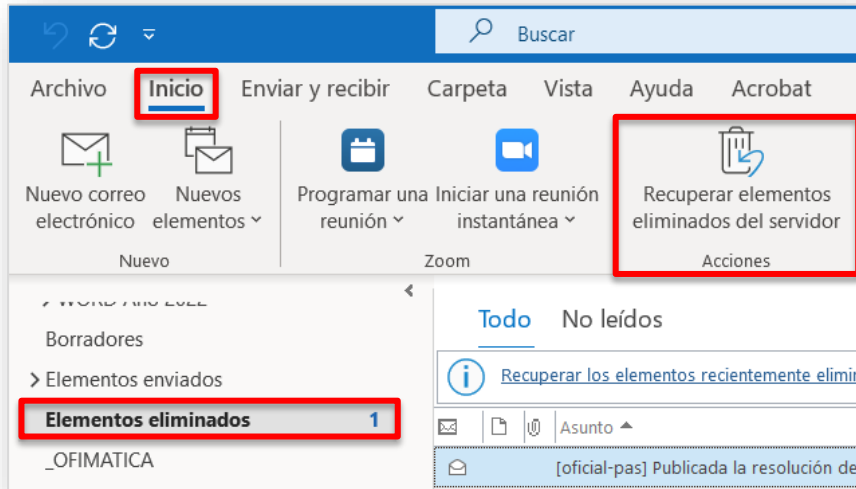 Buscar
Archivo Inicio Enviar y recibir Carpeta Vista Ayuda Acrobat
Nuevo correo electrónico
Nuevos elementos
Nuevo
Programar una reunión
Iniciar una reunión instantánea
Zoom
Recuperar elementos eliminados del servidor
Acciones
Borradores
Elementos enviados
Elementos eliminados 1
_OFIMATICA
Todo No leídos
Recuperar los elementos recientemente
Asunto
[oficial-pas] Publicada la resolución de